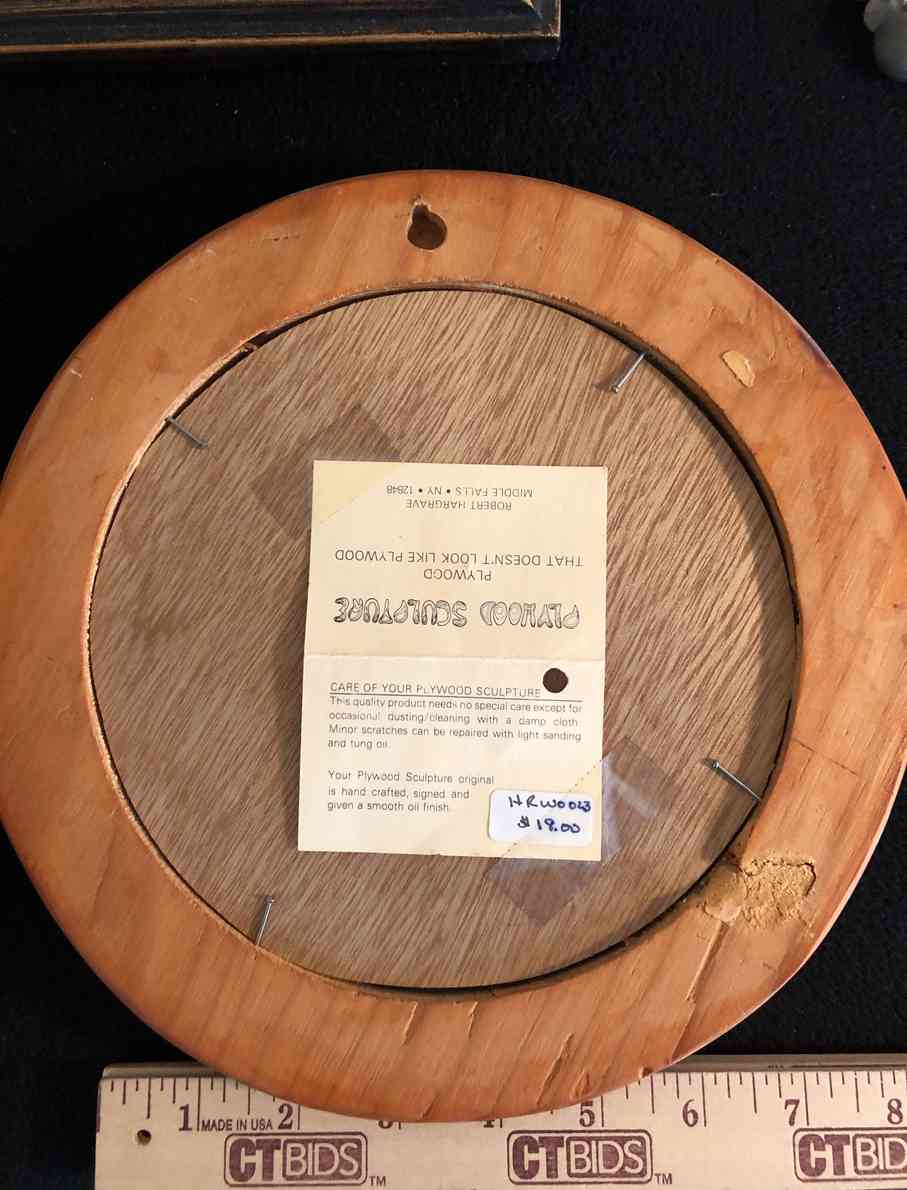 PLYWOOD SCULPTURE
PLYWOOD
THAT DOESN'T LOOK LIKE PLYWOOD
ROBERT HARGRAVE
MIDDLE FALLS • NY • 12848
CARE OF YOUR PLYWOOD SCULPTURE
This quality product needs no special care except for
occasional dusting/cleaning with a damp cloth.
Minor scratches can be repaired with light sanding
and tung oil.
Your Plywood Sculpture original
is hand crafted, signed and
given a smooth oil finish.
HRW0023
$19.00
1 2 3 4 5 6 7 8
MADE IN USA
CTBIDS™ CTBIDS™ CTBIDS